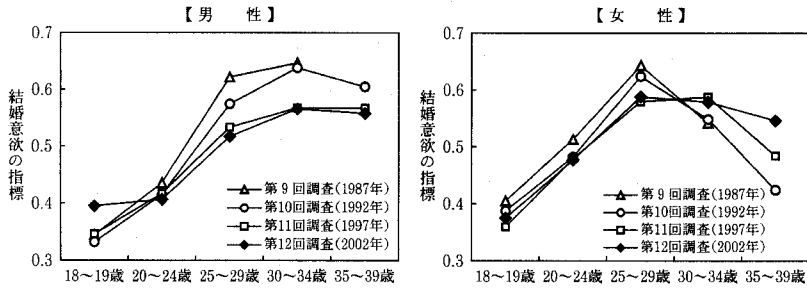 【男 性】
0.7
0.6
0.5
0.4
0.3
結婚意欲の指標
第9回調査(1987年)
第10回調査(1992年)
第11回調査(1997年)
第12回調査(2002年)
18～19歳 20～24歳 25～29歳 30～34歳 35～39歳
【女 性】
0.7
0.6
0.5
0.4
0.3
結婚意欲の指標
第9回調査(1987年)
第10回調査(1992年)
第11回調査(1997年)
第12回調査(2002年)
18～19歳 20～24歳 25～29歳 30～34歳 35～39歳